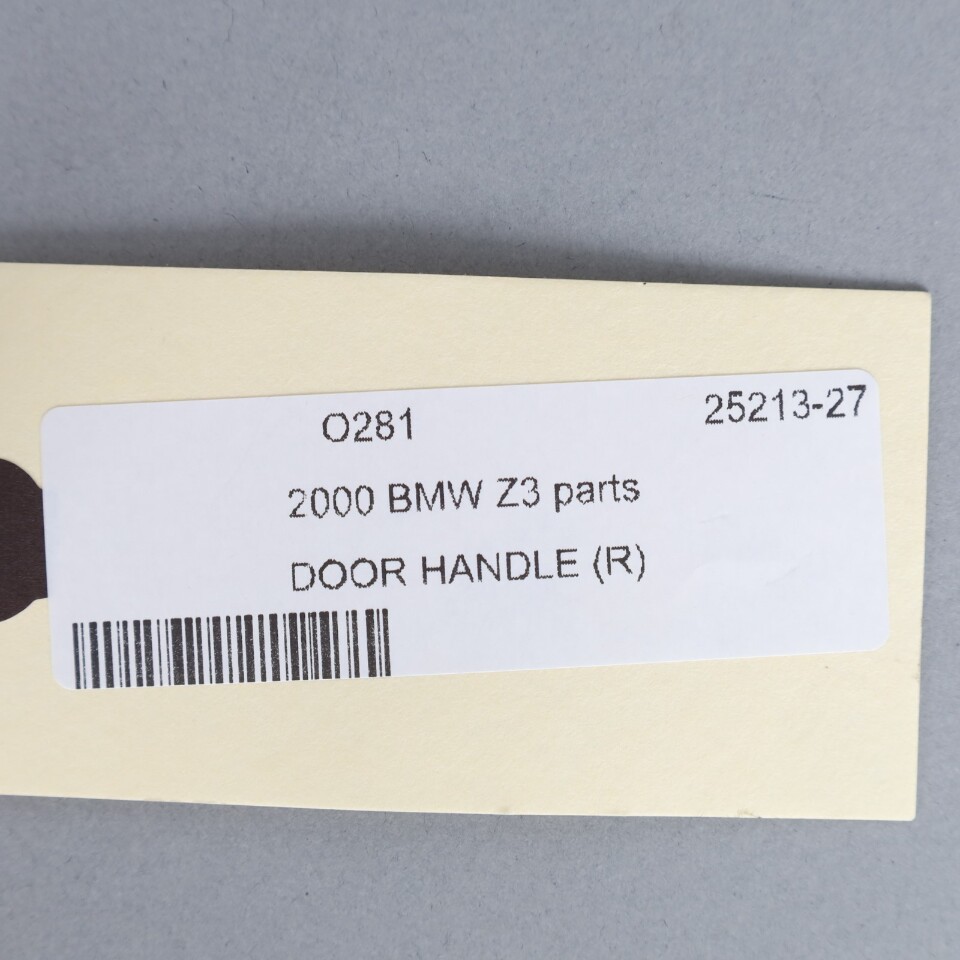 O281 25213-27
2000 BMW Z3 parts
DOOR HANDLE (R)